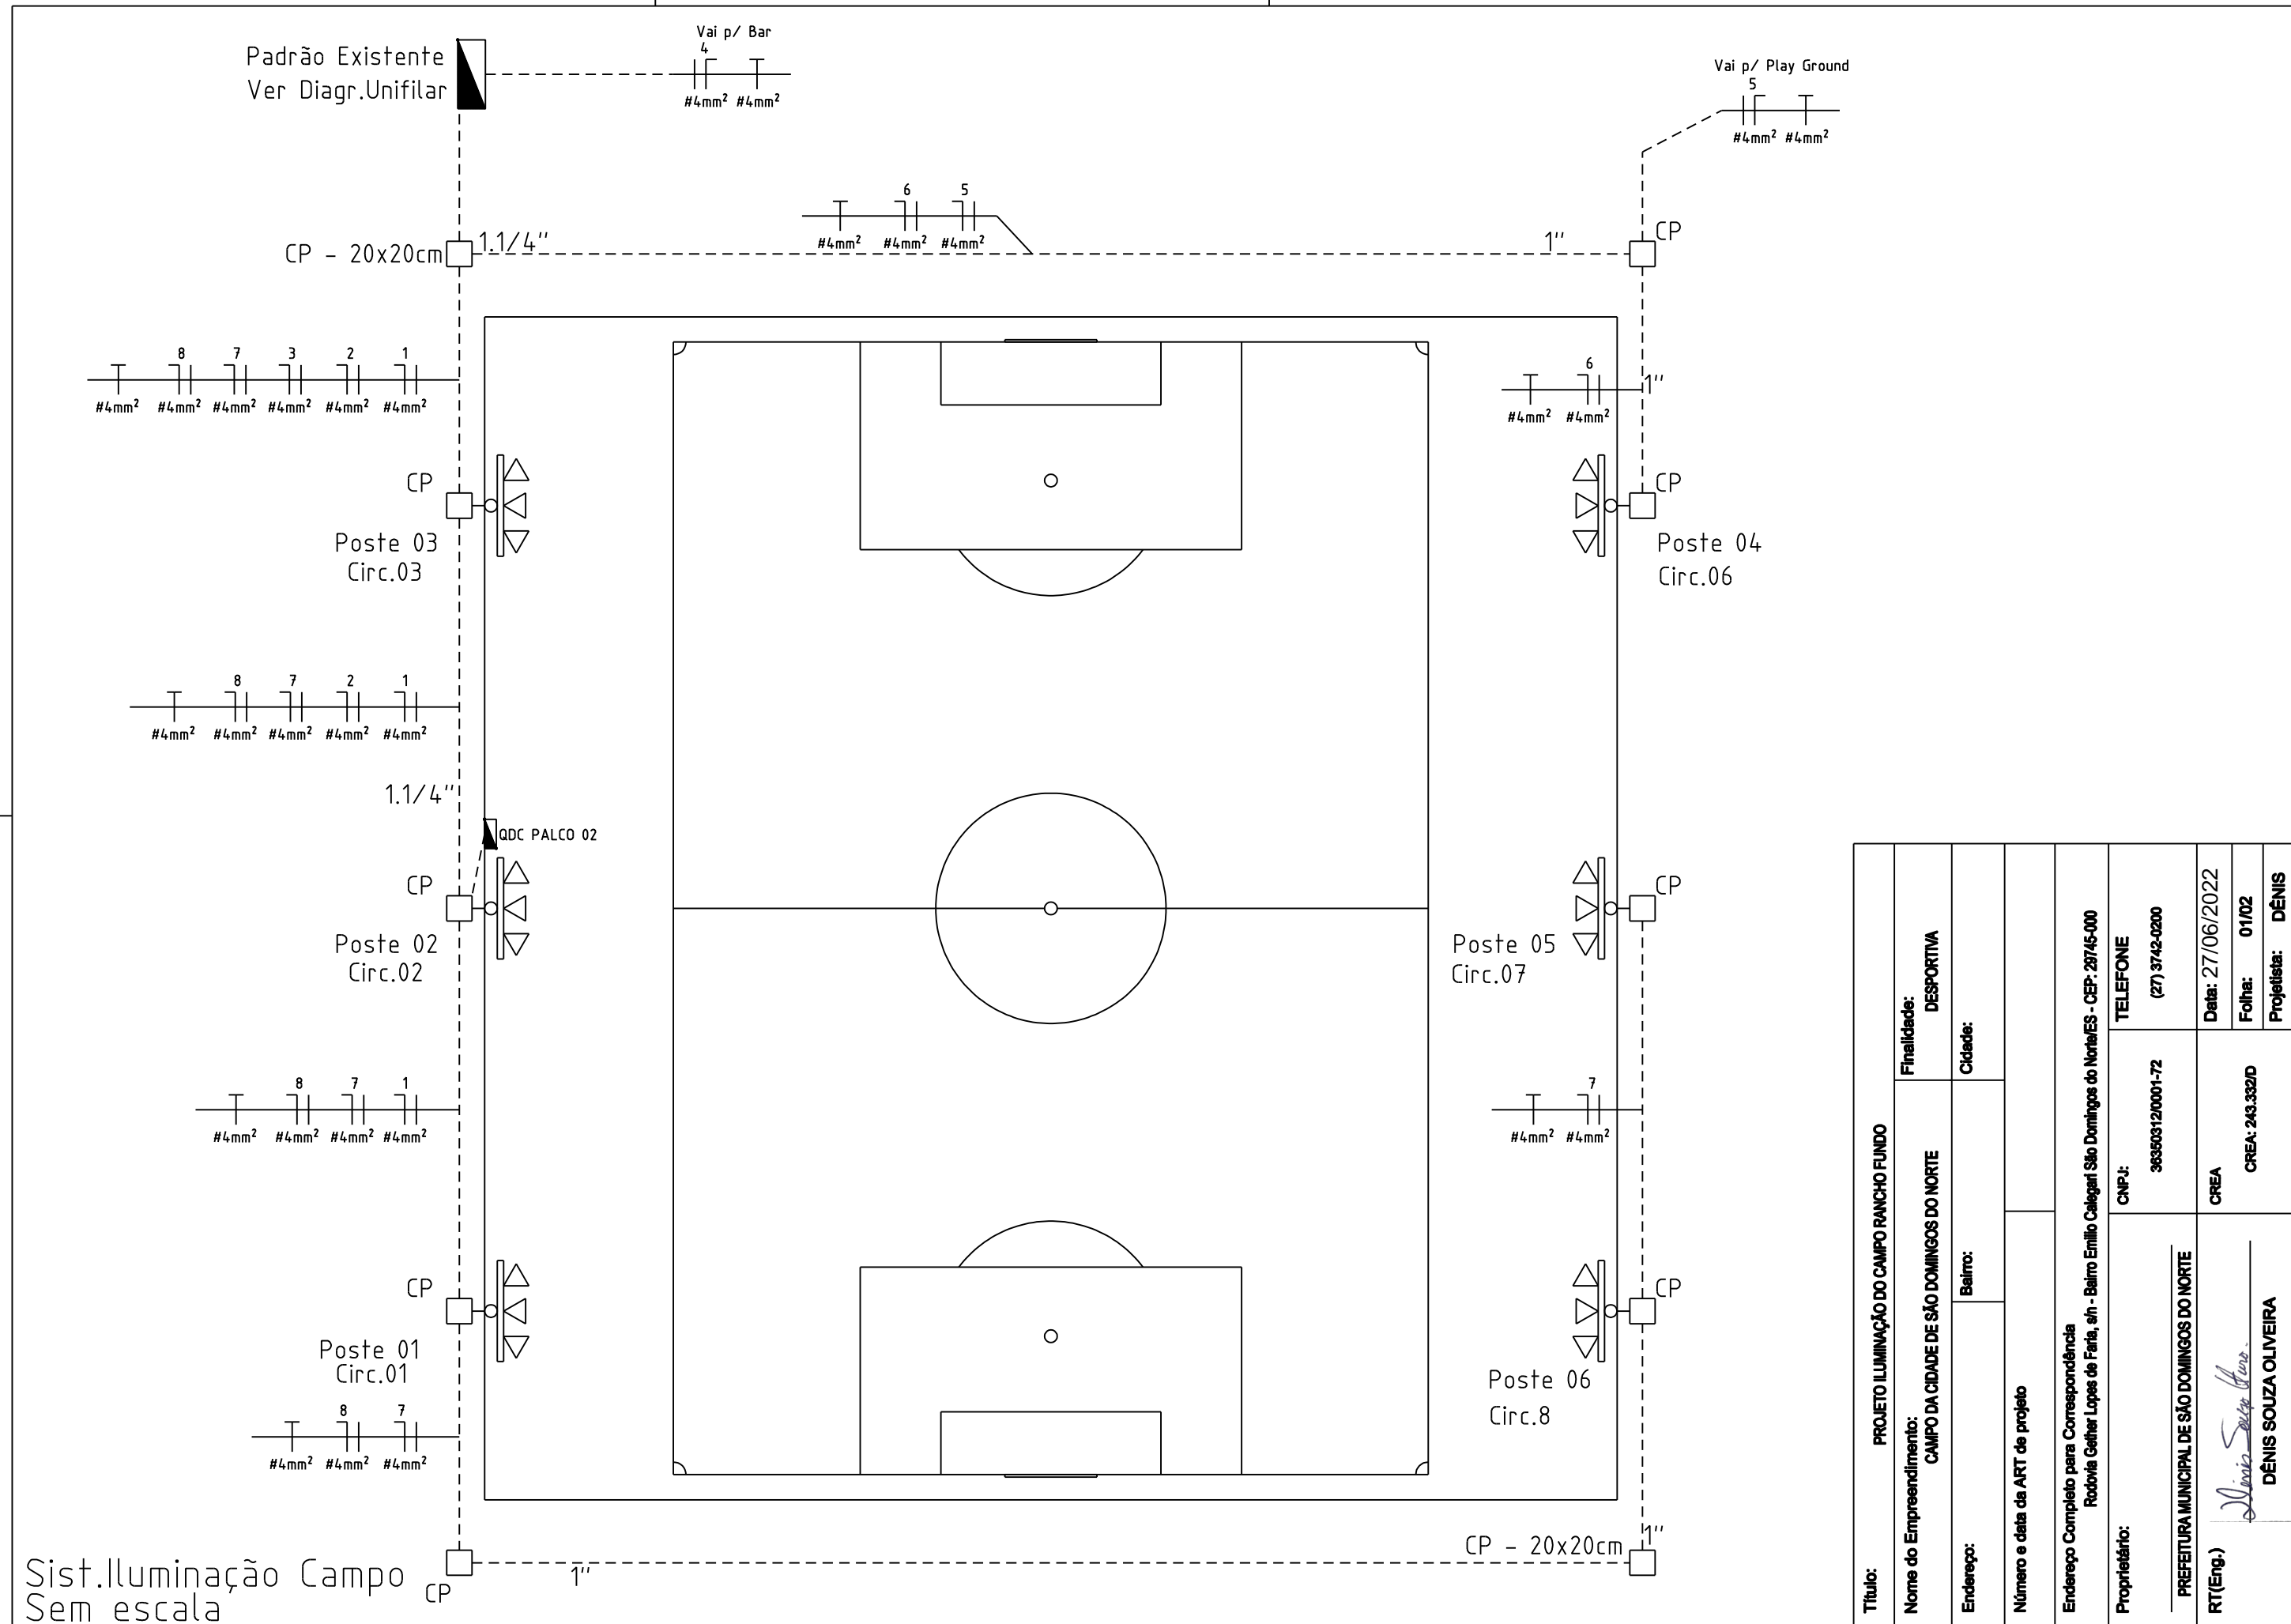 Vai p/ Bar
4
#4mm² #4mm²
Padrão Existente
Ver Diagr.Unifilar
Vai p/ Play Ground
5
#4mm² #4mm²
6 5
#4mm² #4mm² #4mm²
CP - 20x20cm
1.1/4''
1''
CP
8 7 3 2 1
#4mm² #4mm² #4mm² #4mm² #4mm² #4mm²
6
1''
#4mm² #4mm²
CP
Poste 03
Circ.03
CP
Poste 04
Circ.06
8 7 2 1
#4mm² #4mm² #4mm² #4mm² #4mm²
1.1/4''
QDC PALCO 02
CP
Poste 02
Circ.02
CP
Poste 05
Circ.07
8 7 1
#4mm² #4mm² #4mm² #4mm²
7
#4mm² #4mm²
CP
Poste 01
Circ.01
CP
Poste 06
Circ.8
8 7
#4mm² #4mm² #4mm²
CP - 20x20cm
1''
1''
CP
Sist.Iluminação Campo
Sem escala
Título:
PROJETO ILUMINAÇÃO DO CAMPO RANCHO FUNDO
Nome do Empreendimento:
CAMPO DA CIDADE DE SÃO DOMINGOS DO NORTE
Finalidade:
DESPORTIVA
Endereço:
Bairro:
Cidade:
Número e data da ART de projeto
Endereço Completo para Correspondência
Rodovia Gether Lopes de Faria, s/n - Bairro Emílio Calegari São Domingos do Norte/ES - CEP: 29745-000
Proprietário:
PREFEITURA MUNICIPAL DE SÃO DOMINGOS DO NORTE
CNPJ:
36350312/0001-72
TELEFONE
(27) 3742-0200
RT(Eng.)
DÊNIS SOUZA OLIVEIRA
CREA
CREA: 243.332/D
Data: 27/06/2022
Folha: 01/02
Projetista: DÊNIS